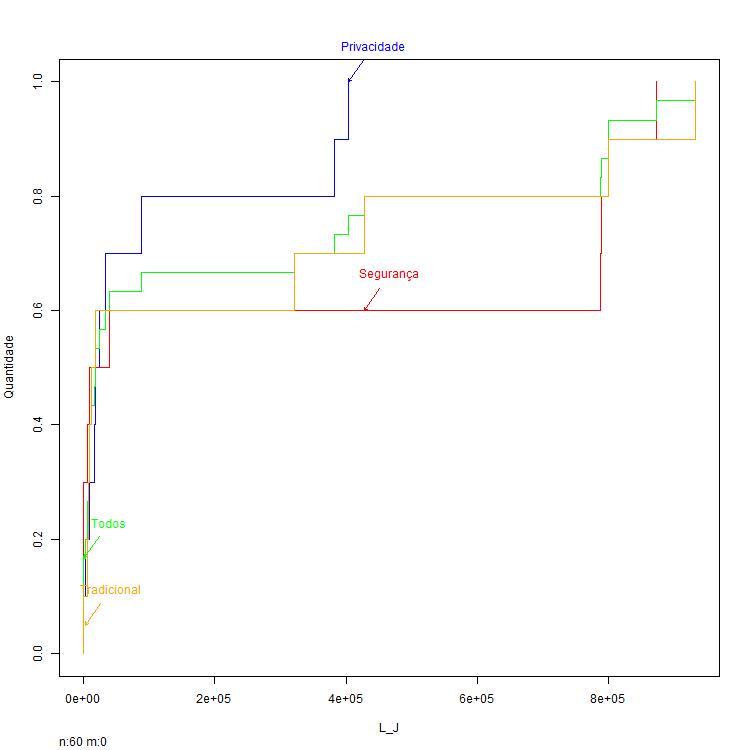 Privacidade
1.0
0.8
0.6
0.4
0.2
0.0
Quantidade
Segurança
Todos
Tradicional
0e+00 2e+05 4e+05 6e+05 8e+05
L_J
n:60 m:0